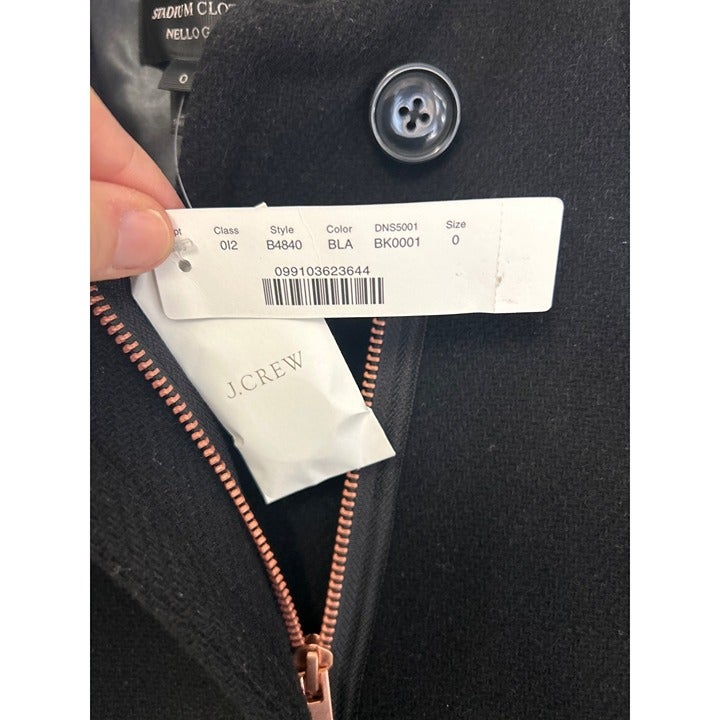 STADIUM CLO
NELLO G
0
Class Style Color DNS5001 Size
012 B4840 BLA BK0001 0
099103623644
J.CREW